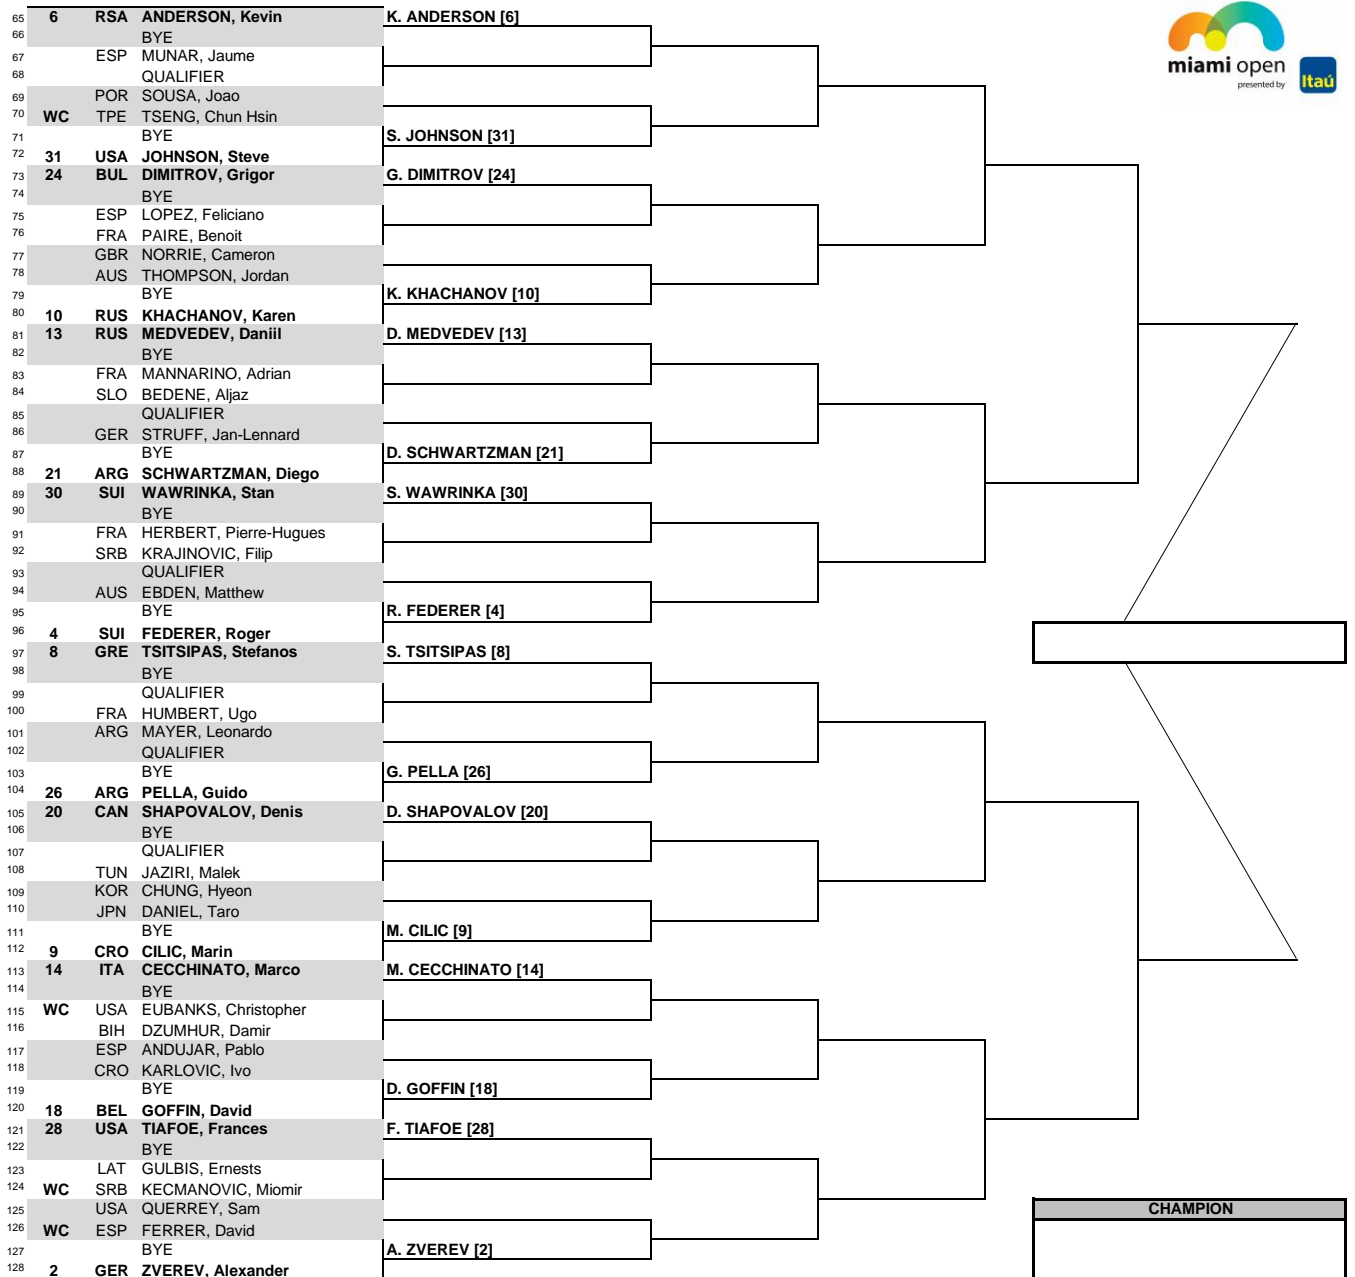 65 6 RSA ANDERSON, Kevin K. ANDERSON [6]
66 BYE
67 ESP MUNAR, Jaume
68 QUALIFIER
69 POR SOUSA, Joao
70 WC TPE TSENG, Chun Hsin
71 BYE S. JOHNSON [31]
72 31 USA JOHNSON, Steve
73 24 BUL DIMITROV, Grigor G. DIMITROV [24]
74 BYE
75 ESP LOPEZ, Feliciano
76 FRA PAIRE, Benoit
77 GBR NORRIE, Cameron
78 AUS THOMPSON, Jordan
79 BYE K. KHACHANOV [10]
80 10 RUS KHACHANOV, Karen
81 13 RUS MEDVEDEV, Daniil D. MEDVEDEV [13]
82 BYE
83 FRA MANNARINO, Adrian
84 SLO BEDENE, Aljaz
85 QUALIFIER
86 GER STRUFF, Jan-Lennard
87 BYE D. SCHWARTZMAN [21]
88 21 ARG SCHWARTZMAN, Diego
89 30 SUI WAWRINKA, Stan S. WAWRINKA [30]
90 BYE
91 FRA HERBERT, Pierre-Hugues
92 SRB KRAJINOVIC, Filip
93 QUALIFIER
94 AUS EBDEN, Matthew
95 BYE R. FEDERER [4]
96 4 SUI FEDERER, Roger
97 8 GRE TSITSIPAS, Stefanos S. TSITSIPAS [8]
98 BYE
99 QUALIFIER
100 FRA HUMBERT, Ugo
101 ARG MAYER, Leonardo
102 QUALIFIER
103 BYE G. PELLA [26]
104 26 ARG PELLA, Guido
105 20 CAN SHAPOVALOV, Denis D. SHAPOVALOV [20]
106 BYE
107 QUALIFIER
108 TUN JAZIRI, Malek
109 KOR CHUNG, Hyeon
110 JPN DANIEL, Taro
111 BYE M. CILIC [9]
112 9 CRO CILIC, Marin
113 14 ITA CECCHINATO, Marco M. CECCHINATO [14]
114 BYE
115 WC USA EUBANKS, Christopher
116 BIH DZUMHUR, Damir
117 ESP ANDUJAR, Pablo
118 CRO KARLOVIC, Ivo
119 BYE D. GOFFIN [18]
120 18 BEL GOFFIN, David
121 28 USA TIAFOE, Frances F. TIAFOE [28]
122 BYE
123 LAT GULBIS, Ernests
124 WC SRB KECMANOVIC, Miomir
125 USA QUERREY, Sam
126 WC ESP FERRER, David
127 BYE A. ZVEREV [2]
128 2 GER ZVEREV, Alexander
miami open
presented by
Itaú
CHAMPION